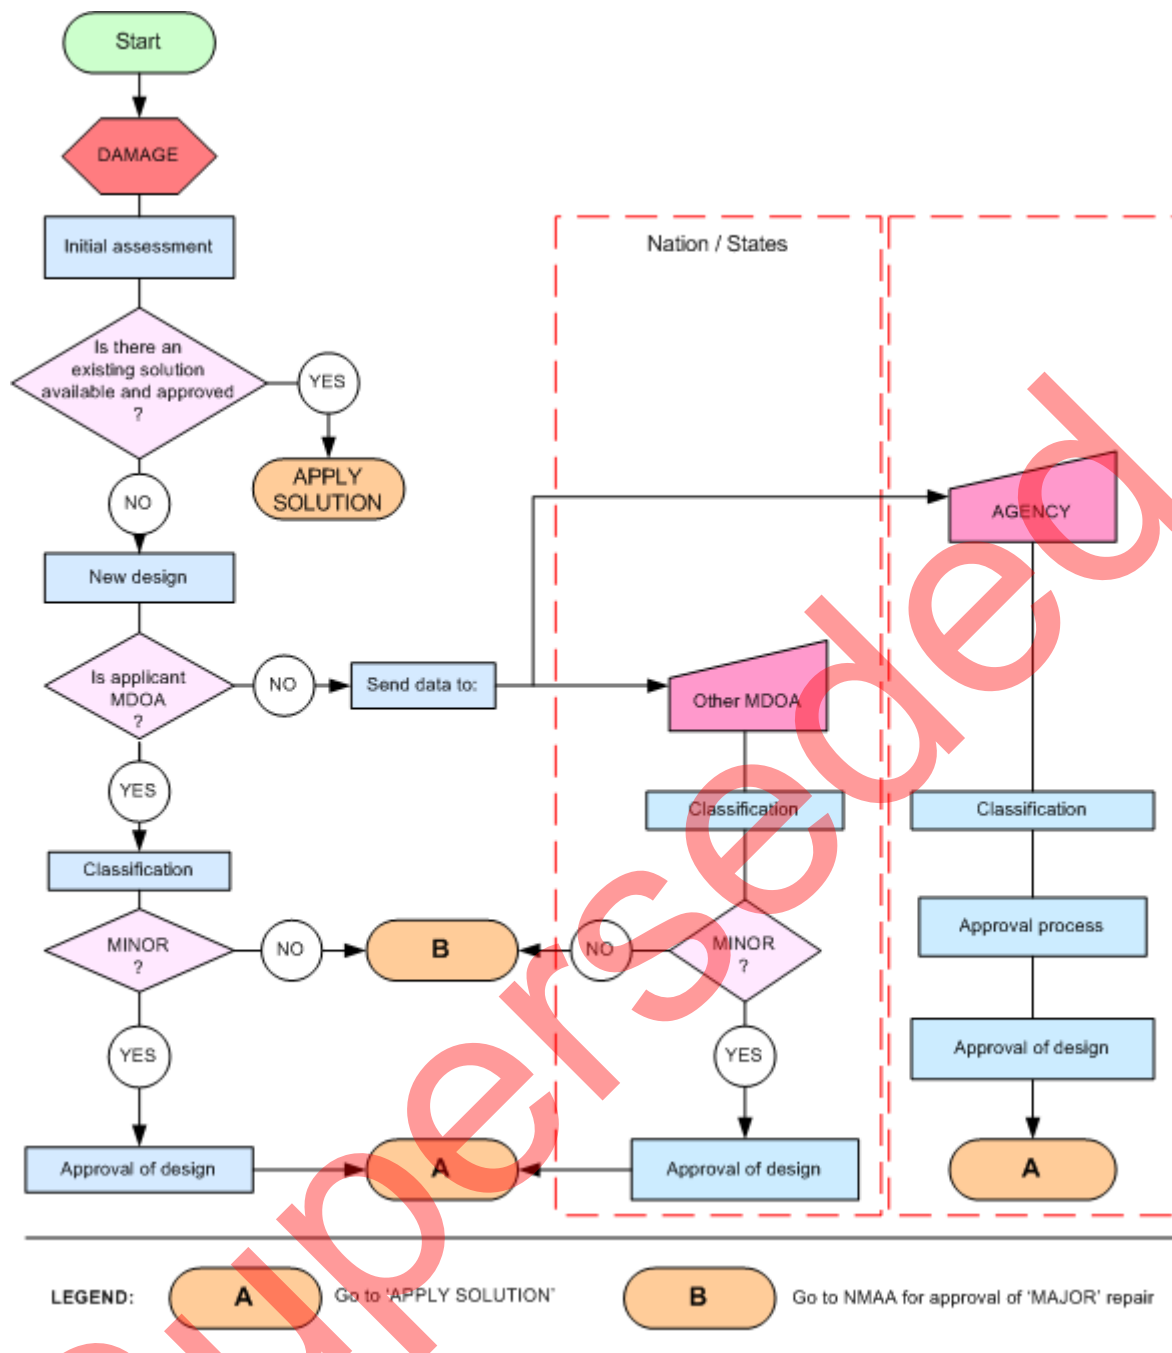 Start
DAMAGE
Initial assessment
Nation / States
Is there an
existing solution
available and approved
?
YES
APPLY
SOLUTION
NO
AGENCY
New design
Is applicant
MDOA
?
NO
Send data to:
Other MDOA
YES
Classification
Classification
Classification
MINOR
?
NO
B
NO
MINOR
?
Approval process
YES
YES
Approval of design
Approval of design
A
Approval of design
A
LEGEND:
A
Go to 'APPLY SOLUTION'
B
Go to NMAA for approval of 'MAJOR' repair
uperseded